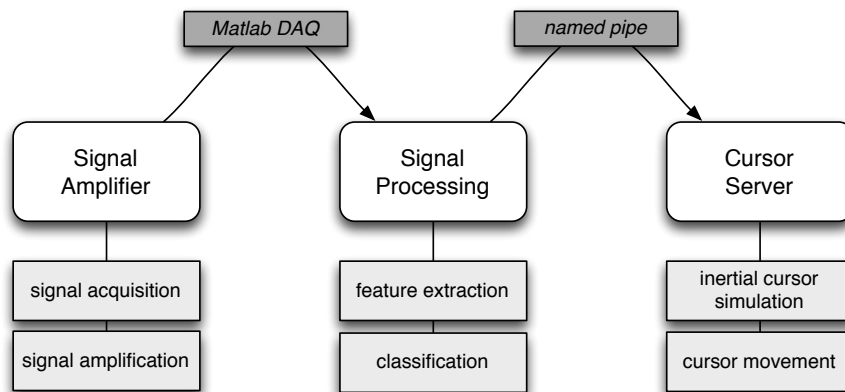 Matlab DAQ
named pipe
Signal
Amplifier
Signal
Processing
Cursor
Server
signal acquisition
feature extraction
inertial cursor
simulation
signal amplification
classification
cursor movement